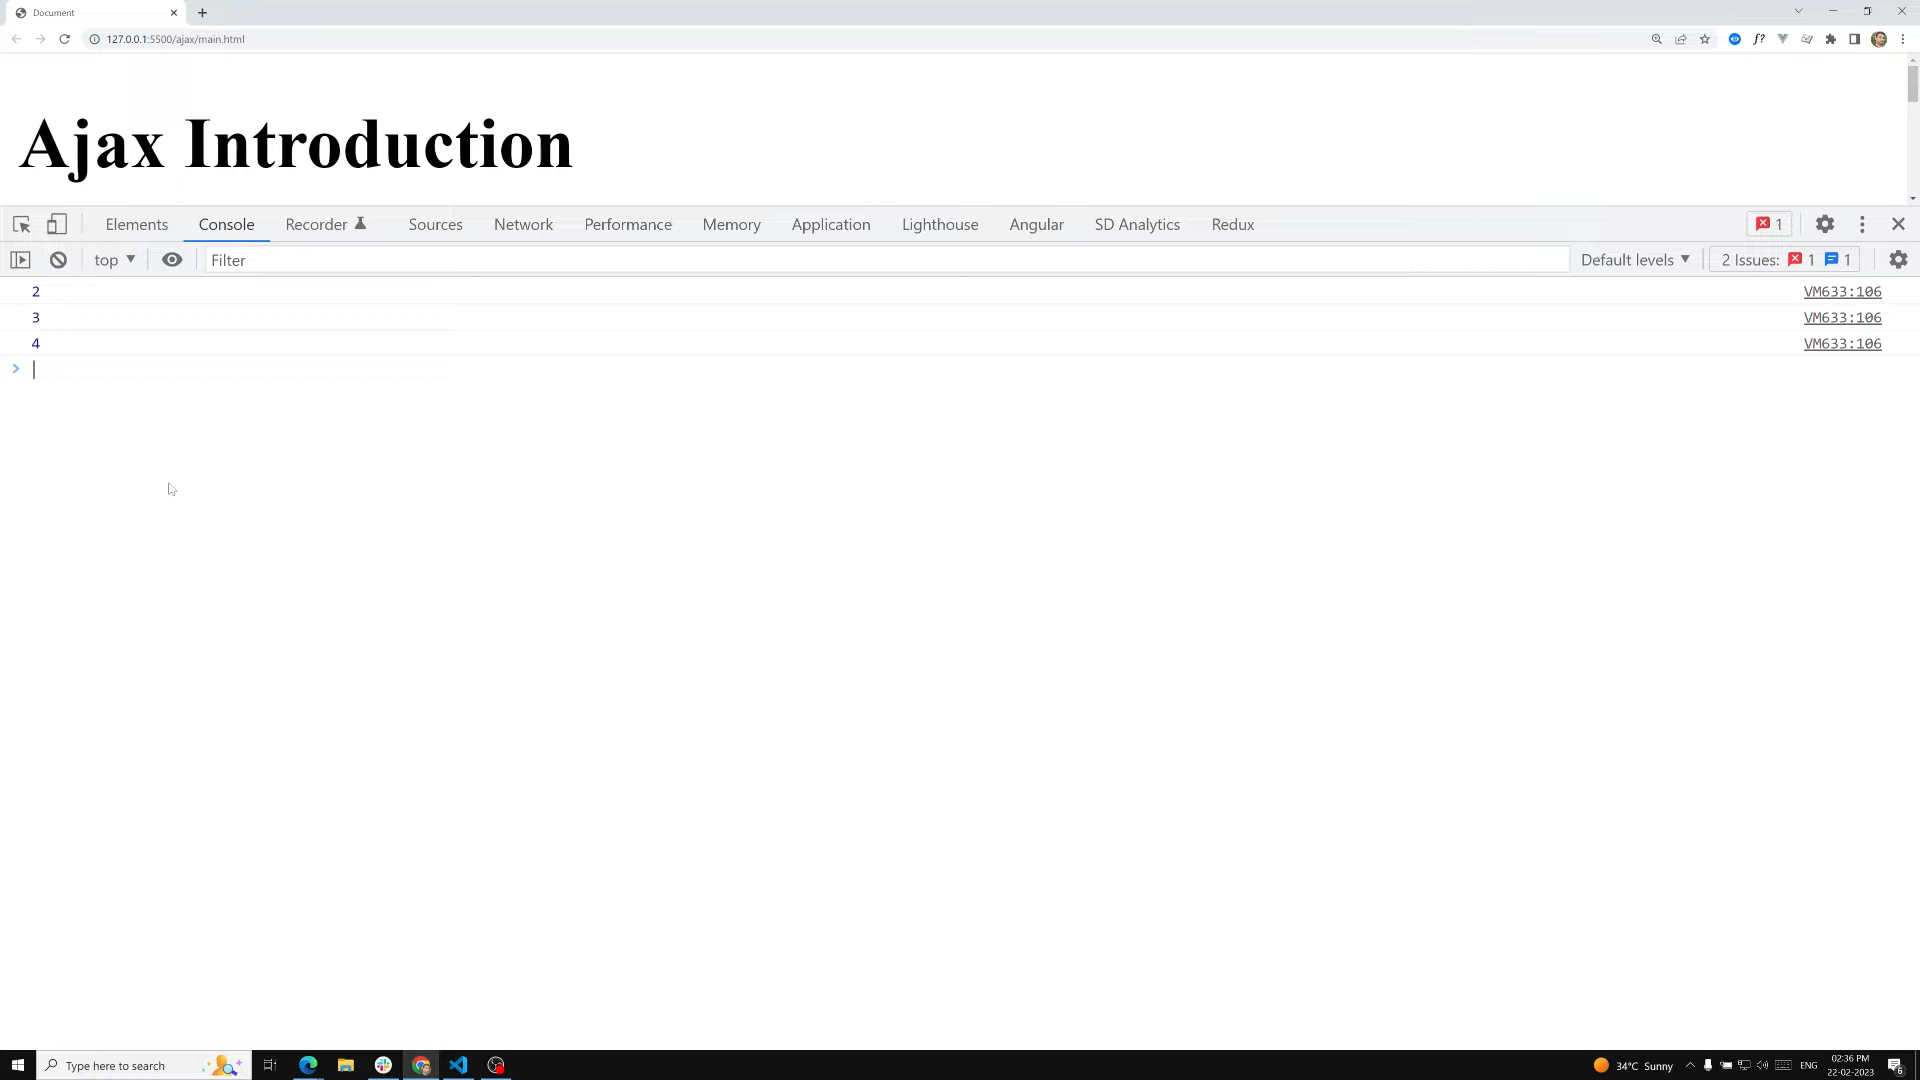 Document
127.0.0.1:5500/ajax/main.html
f?
Ajax Introduction
Elements Console Recorder Sources Network Performance Memory Application Lighthouse Angular SD Analytics Redux 1
top Filter Default levels 2 Issues: 1 1
2 VM633:106
3 VM633:106
4 VM633:106
>
Type here to search 34°C Sunny ENG 02:36 PM
22-02-2023 6